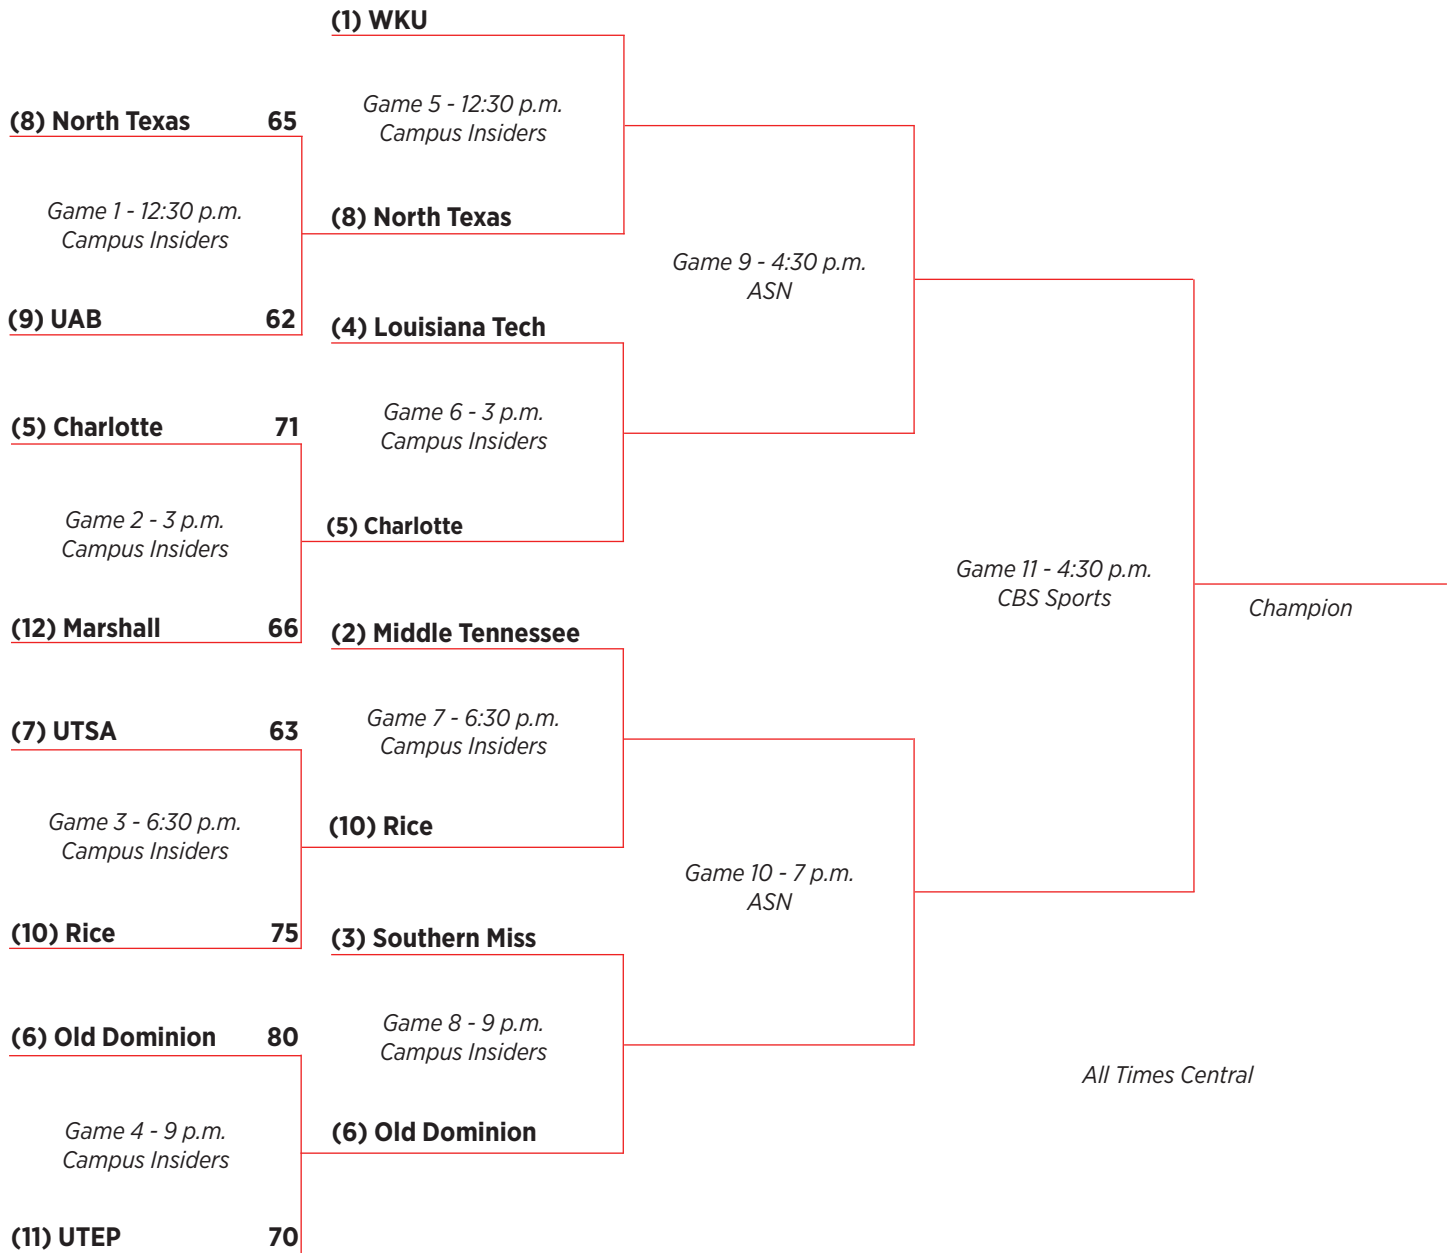 (1) WKU
Game 5 - 12:30 p.m.
Campus Insiders
(8) North Texas 65
Game 1 - 12:30 p.m.
Campus Insiders
(8) North Texas
Game 9 - 4:30 p.m.
ASN
(9) UAB 62
(4) Louisiana Tech
Game 6 - 3 p.m.
Campus Insiders
(5) Charlotte 71
Game 2 - 3 p.m.
Campus Insiders
(5) Charlotte
Game 11 - 4:30 p.m.
CBS Sports
Champion
(12) Marshall 66
(2) Middle Tennessee
Game 7 - 6:30 p.m.
Campus Insiders
(7) UTSA 63
Game 3 - 6:30 p.m.
Campus Insiders
(10) Rice
Game 10 - 7 p.m.
ASN
(10) Rice 75
(3) Southern Miss
Game 8 - 9 p.m.
Campus Insiders
(6) Old Dominion 80
All Times Central
Game 4 - 9 p.m.
Campus Insiders
(6) Old Dominion
(11) UTEP 70